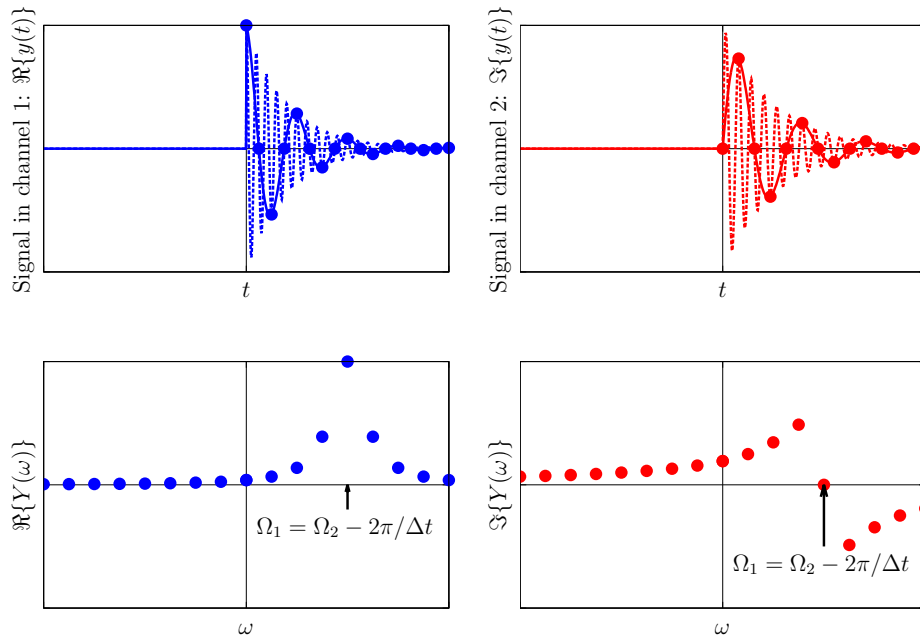 Signal in channel 1: ℜ{y(t)}
t
Signal in channel 2: ℑ{y(t)}
t
ℜ{Y(ω)}
Ω₁ = Ω₂ − 2π/Δt
ω
ℑ{Y(ω)}
Ω₁ = Ω₂ − 2π/Δt
ω